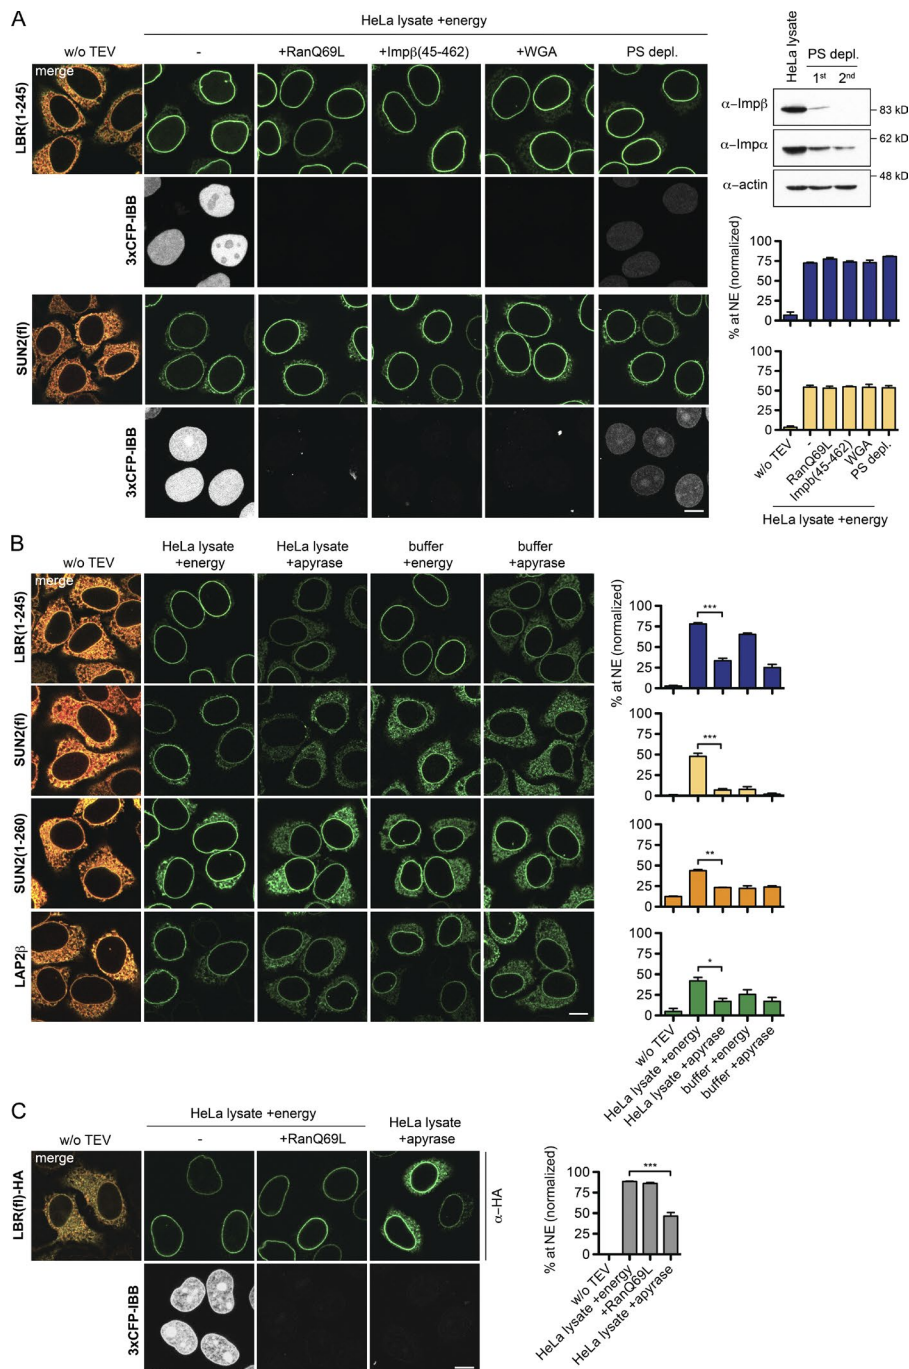 A
HeLa lysate +energy
w/o TEV
-
+RanQ69L
+Impβ(45-462)
+WGA
PS depl.
merge
LBR(1-245)
3xCFP-IBB
SUN2(fl)
3xCFP-IBB
HeLa lysate
PS depl.
1st
2nd
α–Impβ
– 83 kD
α–Impα
– 62 kD
– 48 kD
α–actin
% at NE (normalized)
100
75
50
25
0
100
75
50
25
0
w/o TEV
RanQ69L
Impb(45-462)
WGA
PS depl.
HeLa lysate +energy
B
w/o TEV
HeLa lysate
+energy
HeLa lysate
+apyrase
buffer
+energy
buffer
+apyrase
merge
LBR(1-245)
SUN2(fl)
SUN2(1-260)
LAP2β
% at NE (normalized)
100
75
50
25
0
***
100
75
50
25
0
***
100
75
50
25
0
**
100
75
50
25
0
*
w/o TEV
HeLa lysate +energy
HeLa lysate +apyrase
buffer +energy
buffer +apyrase
C
HeLa lysate +energy
HeLa lysate
+apyrase
w/o TEV
-
+RanQ69L
merge
LBR(fl)-HA
α–HA
3xCFP-IBB
% at NE (normalized)
100
75
50
25
0
***
w/o TEV
HeLa lysate +energy
+RanQ69L
HeLa lysate +apyrase